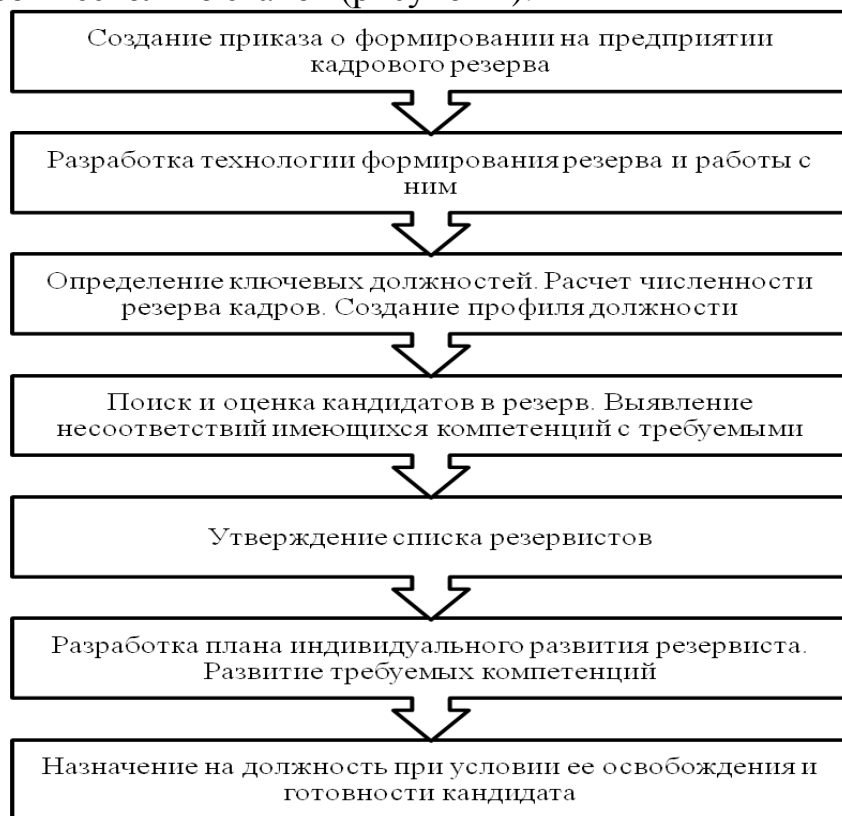 Создание приказа о формировании на предприятии
кадрового резерва
Разработка технологии формирования резерва и работы с
ним
Определение ключевых должностей. Расчет численности
резерва кадров. Создание профиля должности
Поиск и оценка кандидатов в резерв. Выявление
несоответствий имеющихся компетенций с требуемыми
Утверждение списка резервистов
Разработка плана индивидуального развития резервиста.
Развитие требуемых компетенций
Назначение на должность при условии ее освобождения и
готовности кандидата